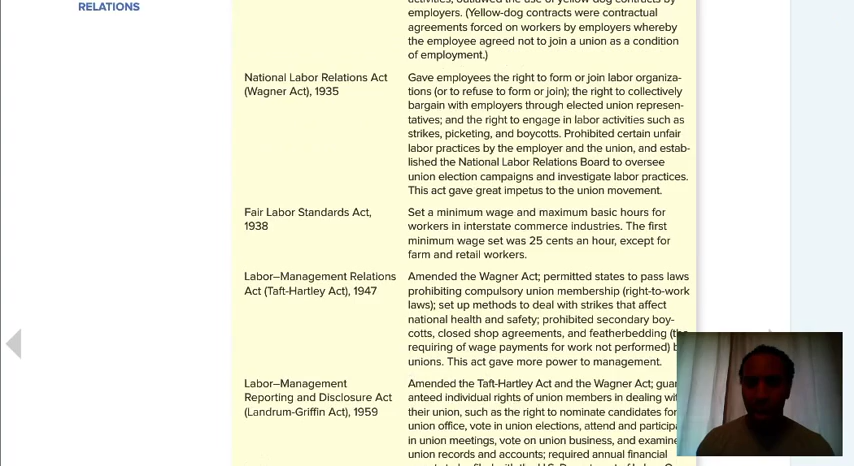 RELATIONS
activities; outlawed the use of yellow-dog contracts by
employers. (Yellow-dog contracts were contractual
agreements forced on workers by employers whereby
the employee agreed not to join a union as a condition
of employment.)
National Labor Relations Act
(Wagner Act), 1935
Gave employees the right to form or join labor organiza-
tions (or to refuse to form or join); the right to collectively
bargain with employers through elected union represen-
tatives; and the right to engage in labor activities such as
strikes, picketing, and boycotts. Prohibited certain unfair
labor practices by the employer and the union, and estab-
lished the National Labor Relations Board to oversee
union election campaigns and investigate labor practices.
This act gave great impetus to the union movement.
Fair Labor Standards Act,
1938
Set a minimum wage and maximum basic hours for
workers in interstate commerce industries. The first
minimum wage set was 25 cents an hour, except for
farm and retail workers.
Labor–Management Relations
Act (Taft-Hartley Act), 1947
Amended the Wagner Act; permitted states to pass laws
prohibiting compulsory union membership (right-to-work
laws); set up methods to deal with strikes that affect
national health and safety; prohibited secondary boy-
cotts, closed shop agreements, and featherbedding (the
requiring of wage payments for work not performed) b
unions. This act gave more power to management.
Labor–Management
Reporting and Disclosure Act
(Landrum-Griffin Act), 1959
Amended the Taft-Hartley Act and the Wagner Act; guar
anteed individual rights of union members in dealing wit
their union, such as the right to nominate candidates for
union office, vote in union elections, attend and participa
in union meetings, vote on union business, and examine
union records and accounts; required annual financial